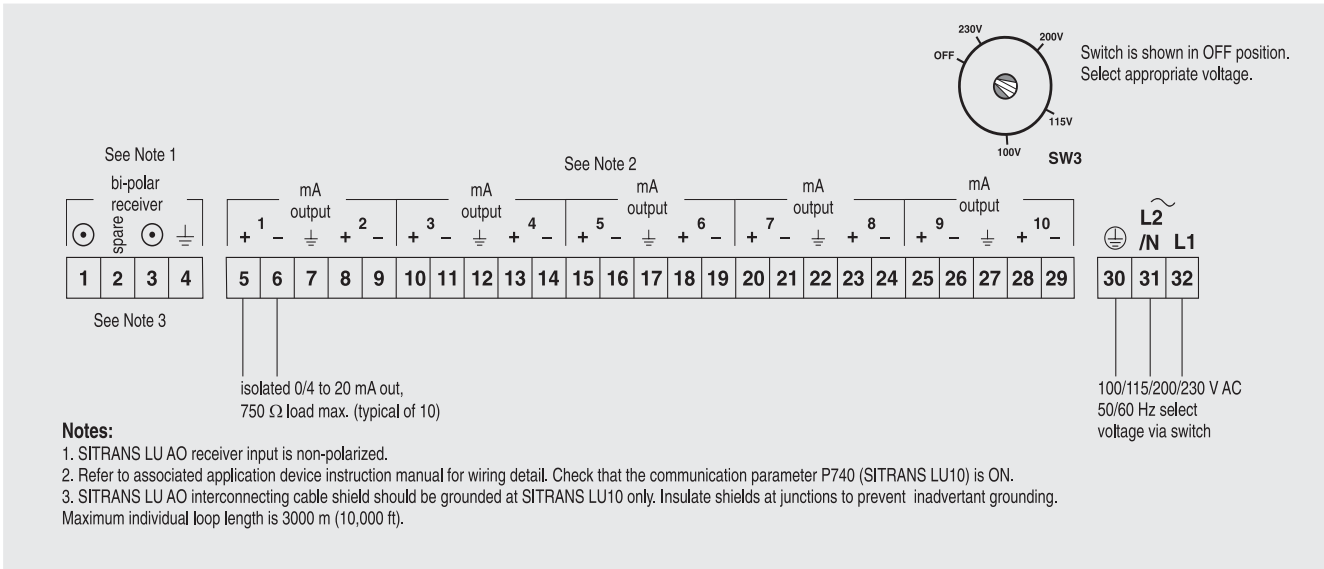 230V
200V
OFF
115V
100V
SW3
Switch is shown in OFF position.
Select appropriate voltage.
See Note 1
bi-polar
receiver
spare
See Note 2
mA
output
mA
output
mA
output
mA
output
mA
output
+ 1 − + 2 − + 3 − + 4 − + 5 − + 6 − + 7 − + 8 − + 9 − + 10 −
L2
/N L1
1 2 3 4 5 6 7 8 9 10 11 12 13 14 15 16 17 18 19 20 21 22 23 24 25 26 27 28 29 30 31 32
See Note 3
isolated 0/4 to 20 mA out,
750 Ω load max. (typical of 10)
100/115/200/230 V AC
50/60 Hz select
voltage via switch
Notes:
1. SITRANS LU AO receiver input is non-polarized.
2. Refer to associated application device instruction manual for wiring detail. Check that the communication parameter P740 (SITRANS LU10) is ON.
3. SITRANS LU AO interconnecting cable shield should be grounded at SITRANS LU10 only. Insulate shields at junctions to prevent inadvertant grounding.
Maximum individual loop length is 3000 m (10,000 ft).